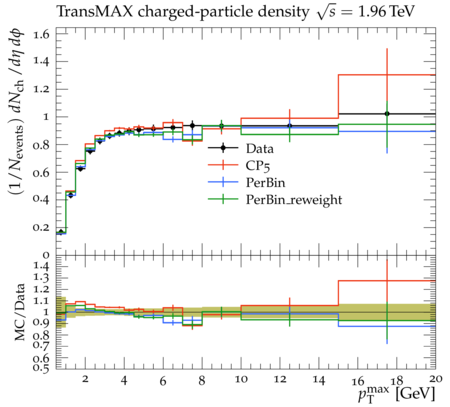 TransMAX charged-particle density √s = 1.96 TeV
(1/N_events) dN_ch/dη dϕ
1.6
1.4
1.2
1
0.8
0.6
0.4
0.2
0
Data
CP5
PerBin
PerBin_reweight
MC/Data
1.4
1.3
1.2
1.1
1
0.9
0.8
0.7
0.6
0.5
2 4 6 8 10 12 14 16 18 20
p_T^max [GeV]